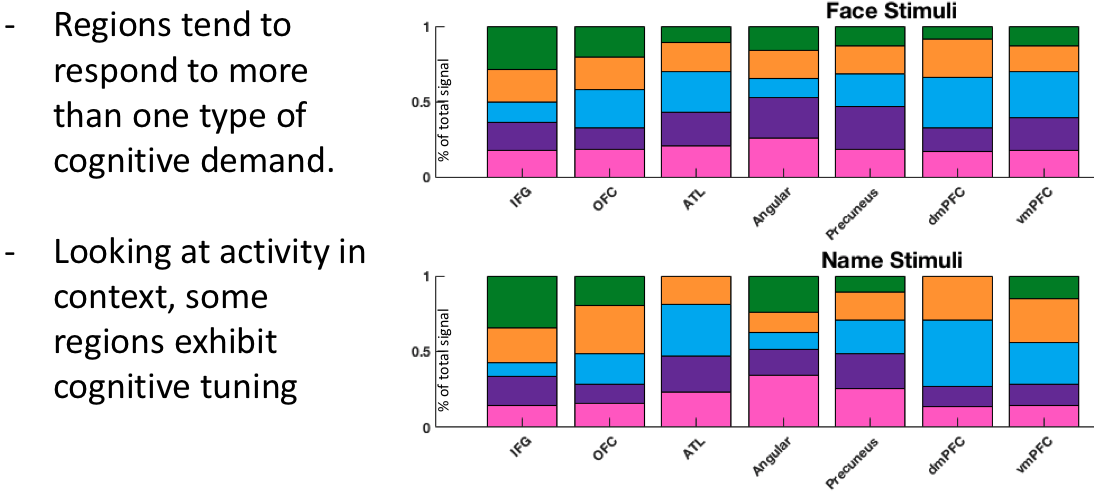 - Regions tend to
respond to more
than one type of
cognitive demand.
- Looking at activity in
context, some
regions exhibit
cognitive tuning
Face Stimuli
% of total signal
1
0.5
0
IFG
OFC
ATL
Angular
Precuneus
dmPFC
vmPFC
Name Stimuli
% of total signal
1
0.5
0
IFG
OFC
ATL
Angular
Precuneus
dmPFC
vmPFC